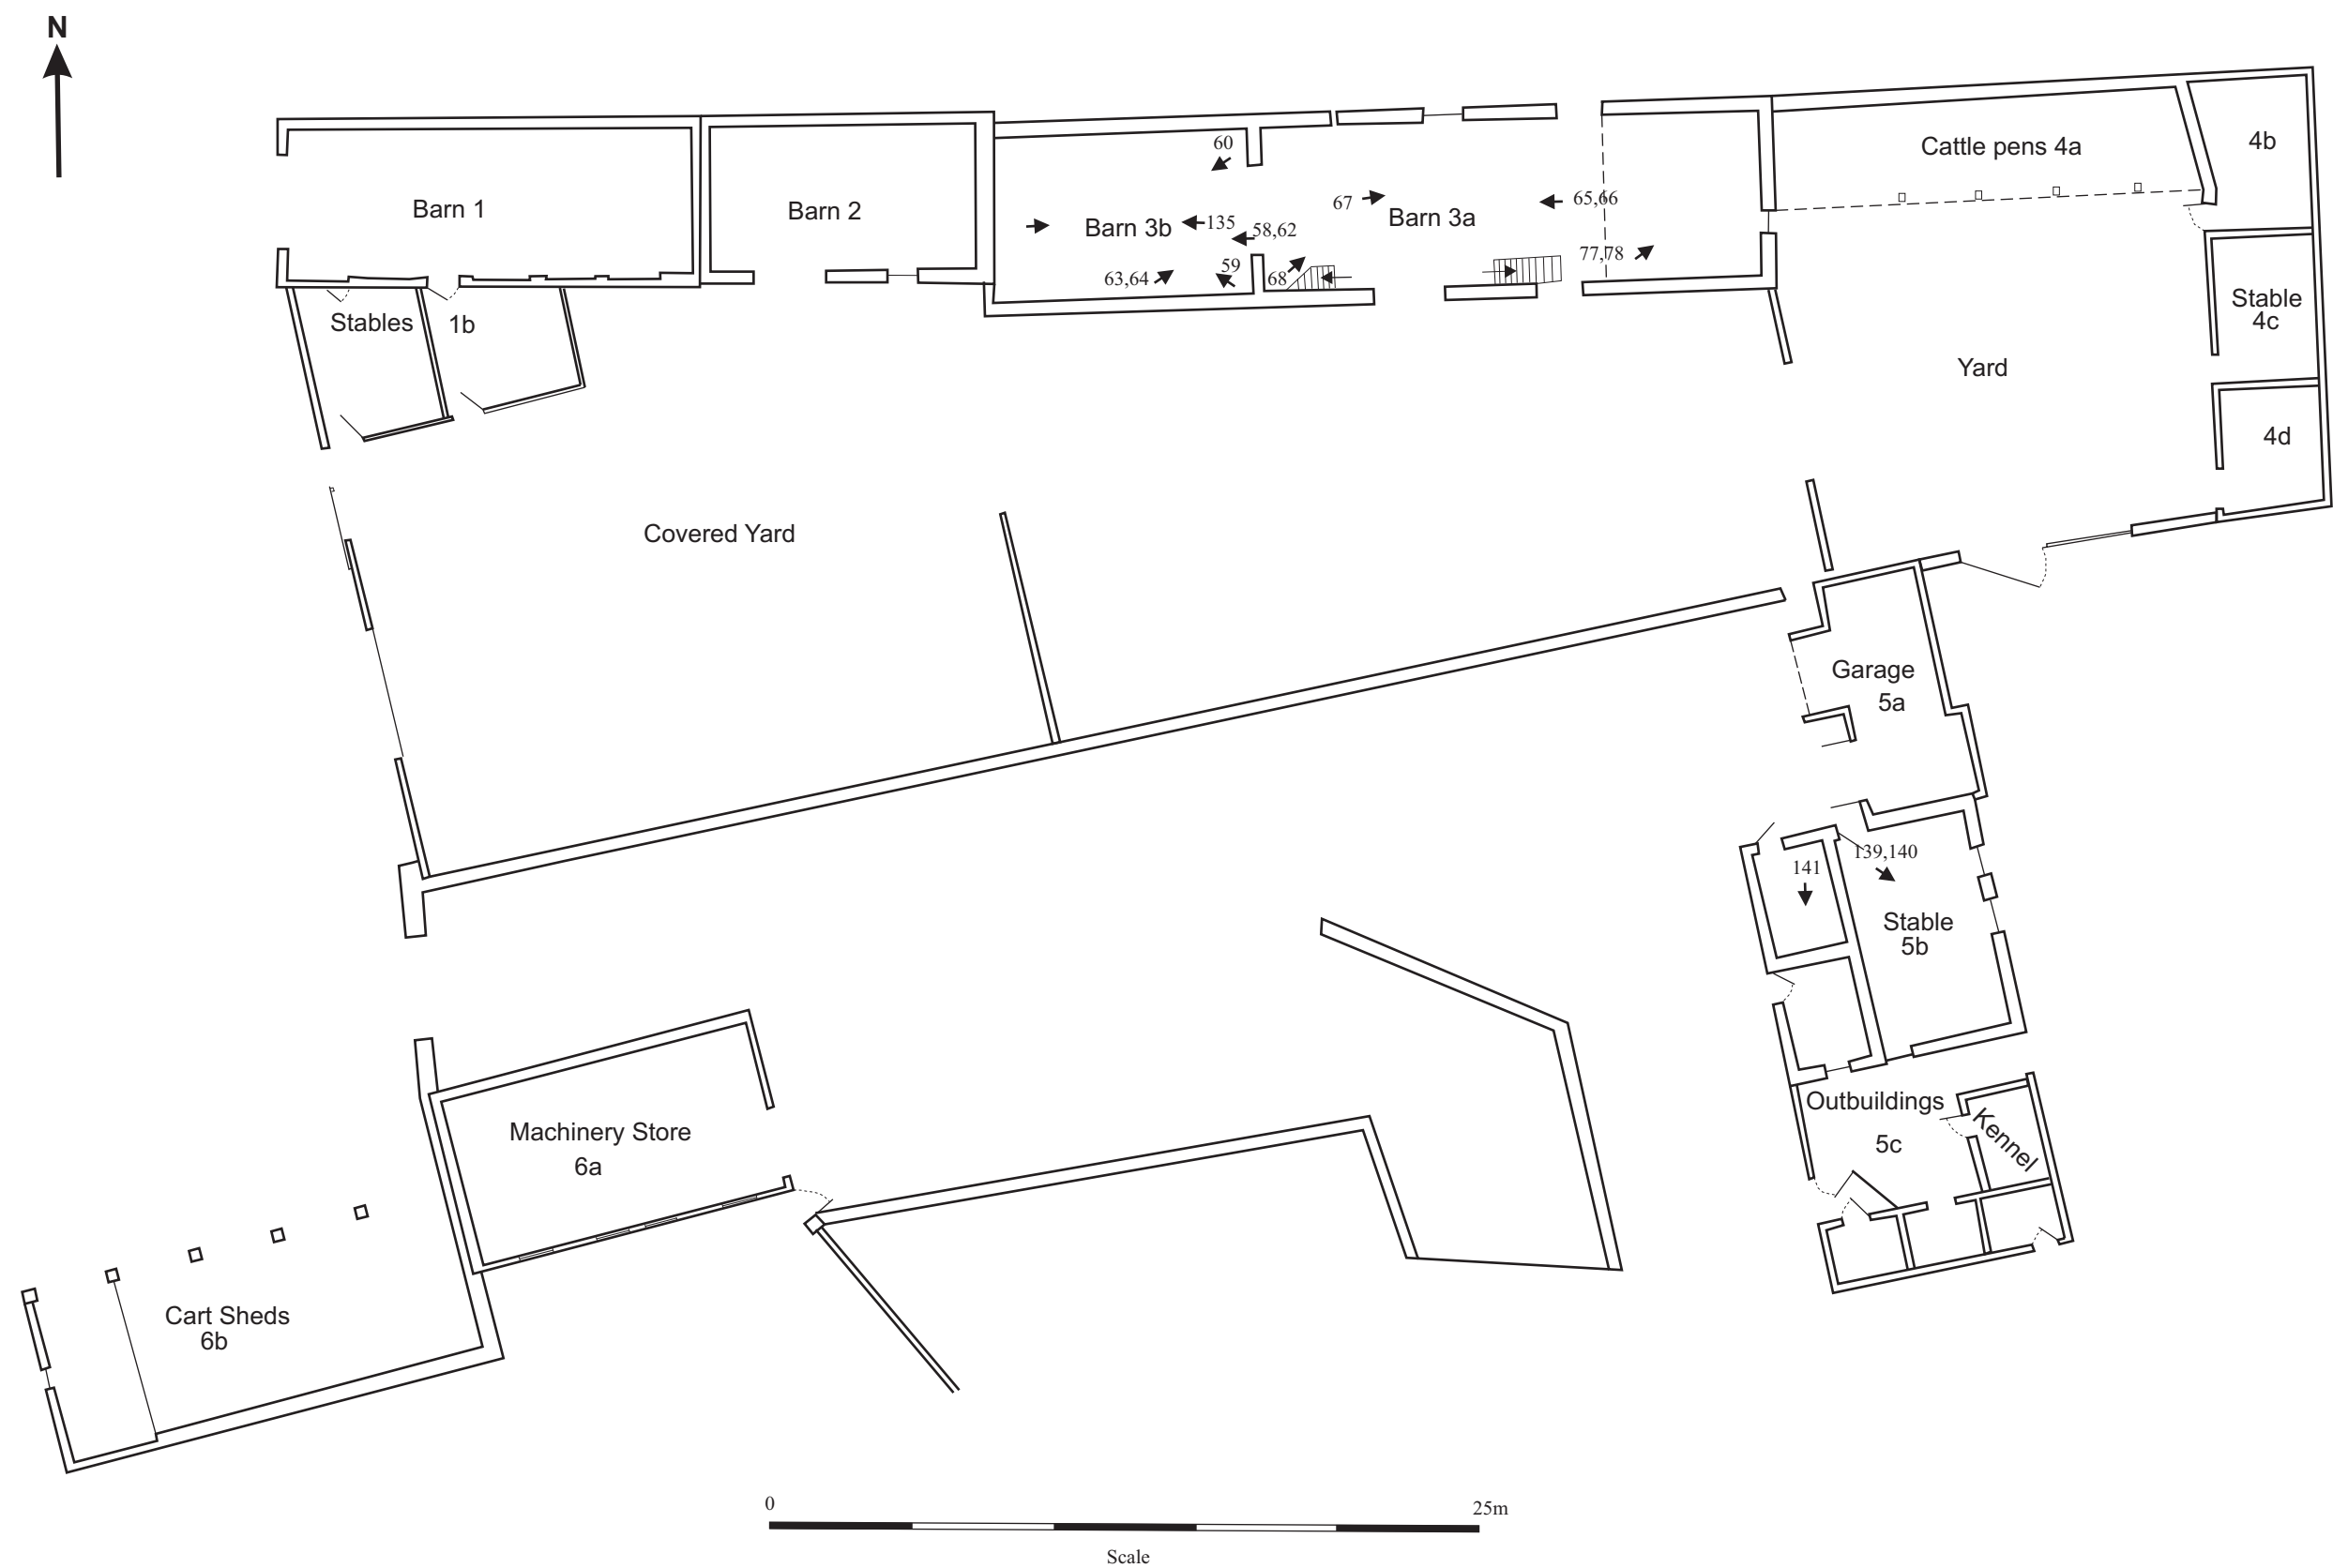 N
60
Cattle pens 4a
4b
Barn 1
Barn 2
Barn 3b
135
58,62
67
Barn 3a
65,66
77,78
63,64
59
68
Stables
1b
Stable
4c
Yard
4d
Covered Yard
Garage
5a
141
139,140
Stable
5b
Outbuildings
5c
Kennel
Machinery Store
6a
Cart Sheds
6b
0
25m
Scale